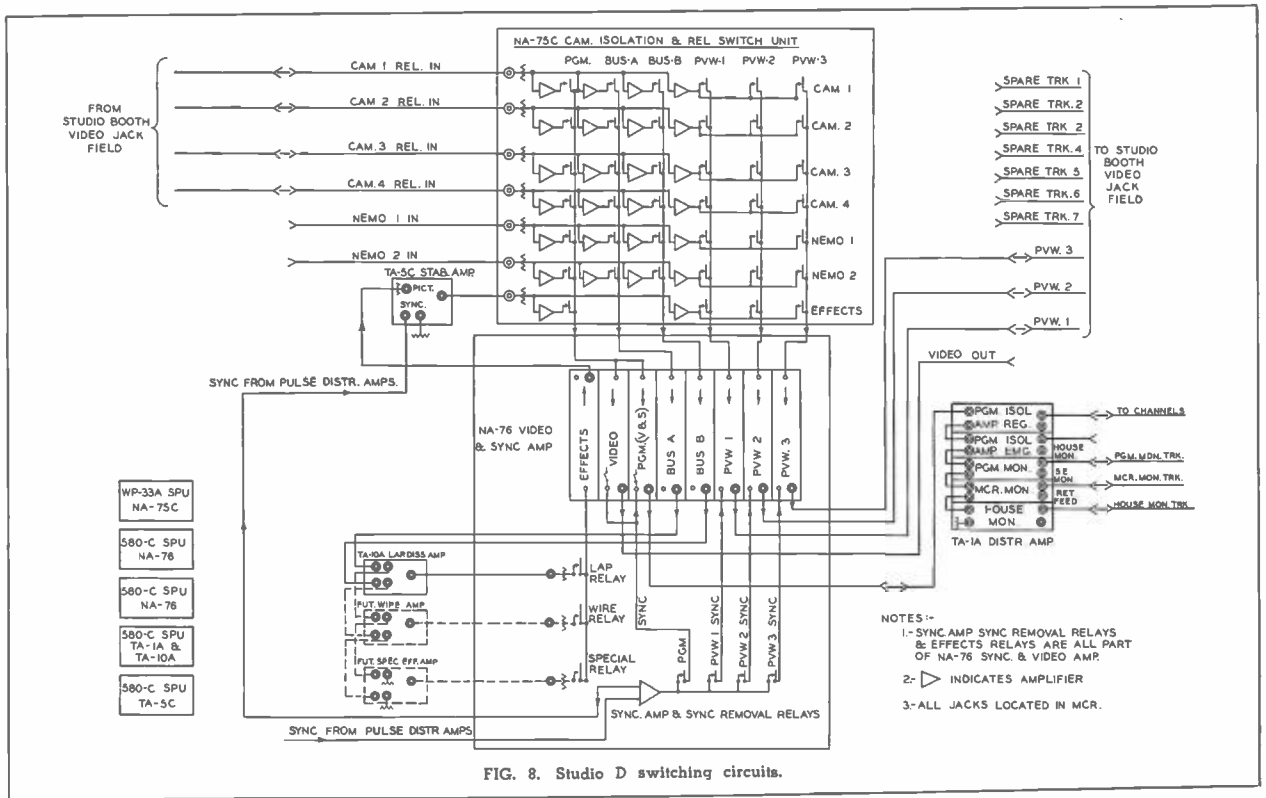 NA-75C CAM. ISOLATION & REL SWITCH UNIT
PGM. BUS-A BUS-B PVW-1 PVW-2 PVW-3
FROM
STUDIO BOOTH
VIDEO JACK
FIELD
CAM 1 REL. IN
CAM 2 REL. IN
CAM.3 REL. IN
CAM.4 REL. IN
NEMO 1 IN
NEMO 2 IN
CAM 1
CAM. 2
CAM. 3
CAM. 4
NEMO 1
NEMO 2
EFFECTS
SPARE TRK 1
SPARE TRK.2
SPARE TRK 2
SPARE TRK.4
SPARE TRK 5
SPARE TRK.6
SPARE TRK.7
TO STUDIO
BOOTH
VIDEO
JACK
FIELD
PVW. 3
PVW. 2
PVW. 1
VIDEO OUT
TA-5C STAB. AMP.
PICT.
SYNC.
SYNC FROM PULSE DISTR. AMPS.
NA-76 VIDEO
& SYNC AMP
EFFECTS
VIDEO
PGM.(V&S)
BUS A
BUS B
PVW 1
PVW 2
PVW. 3
PGM. ISOL
AMP REG.
PGM ISOL
AMP EMG.
PGM MON.
MCR. MON.
HOUSE
MON.
HOUSE
MON.
SE
MON
RET
FEED
TA-1A DISTR. AMP.
TO CHANNELS
PGM. MON. TRK.
MCR. MON. TRK.
HOUSE MON. TRK
WP-33A SPU
NA-75C
580-C SPU
NA-76
580-C SPU
NA-76
580-C SPU
TA-1A &
TA-10A
580-C SPU
TA-5C
TA-10A LAP.DISS.AMP
FUT. WIPE AMP
FUT. SPEC EFF. AMP
LAP
RELAY
WIRE
RELAY
SPECIAL
RELAY
SYNC
PGM
PVW 1 SYNC
PVW 2 SYNC
PVW 3 SYNC
SYNC. AMP & SYNC REMOVAL RELAYS
SYNC FROM PULSE DISTR AMPS
NOTES:-
1.- SYNC. AMP SYNC REMOVAL RELAYS
& EFFECTS RELAYS ARE ALL PART
OF NA-76 SYNC. & VIDEO AMP.
2.- INDICATES AMPLIFIER
3.- ALL JACKS LOCATED IN MCR.
FIG. 8. Studio D switching circuits.